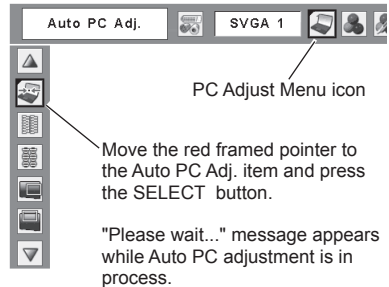 Auto PC Adj.
SVGA 1
PC Adjust Menu icon
Move the red framed pointer to
the Auto PC Adj. item and press
the SELECT button.
"Please wait..." message appears
while Auto PC adjustment is in
process.